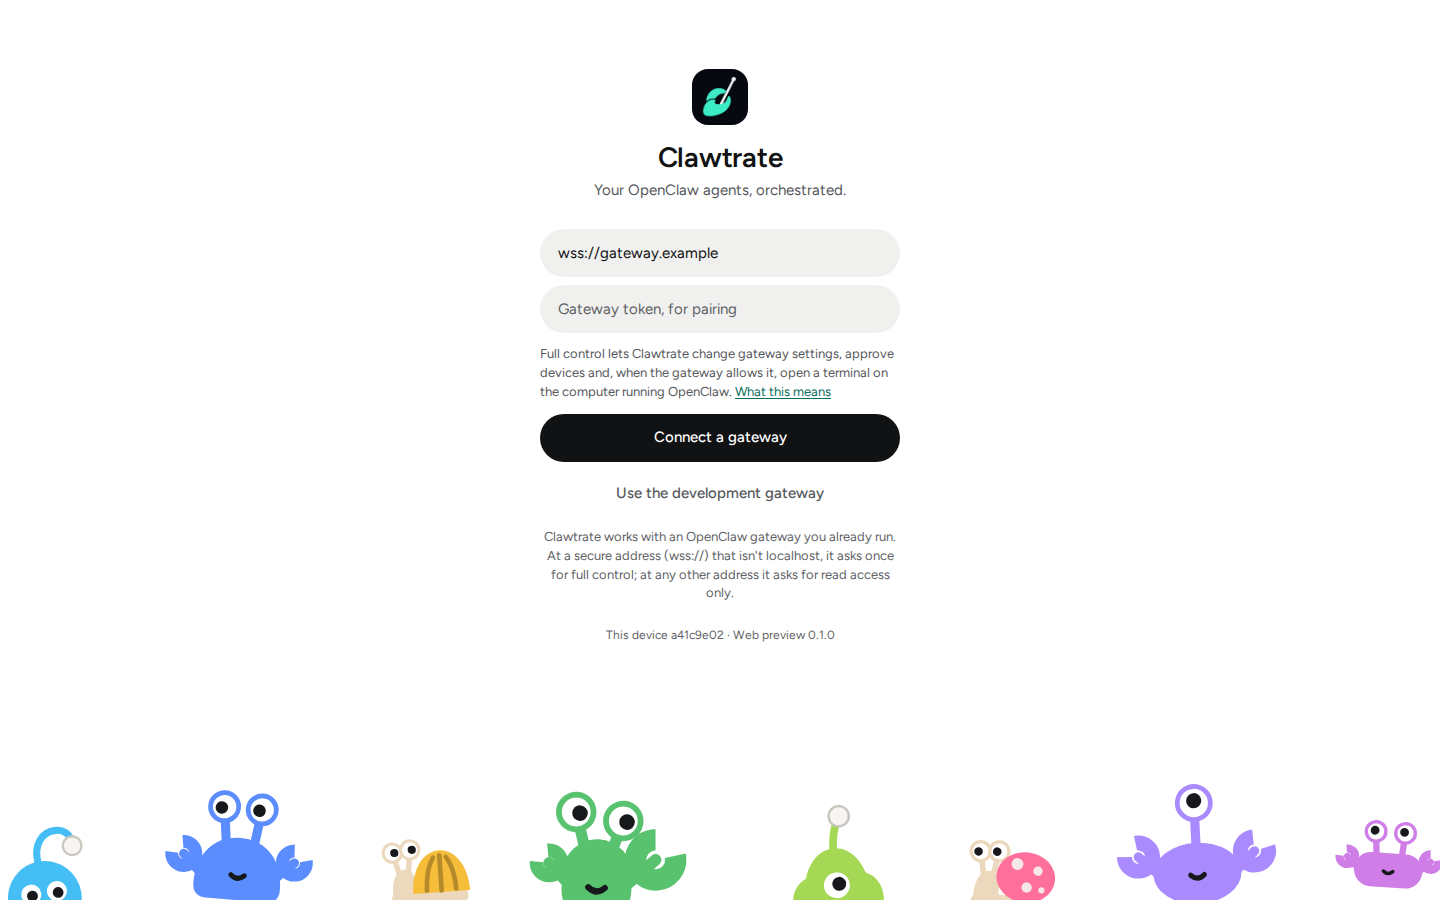 Clawtrate
Your OpenClaw agents, orchestrated.
wss://gateway.example
Gateway token, for pairing
Full control lets Clawtrate change gateway settings, approve
devices and, when the gateway allows it, open a terminal on
the computer running OpenClaw. What this means
Connect a gateway
Use the development gateway
Clawtrate works with an OpenClaw gateway you already run.
At a secure address (wss://) that isn't localhost, it asks once
for full control; at any other address it asks for read access
only.
This device a41c9e02 · Web preview 0.1.0